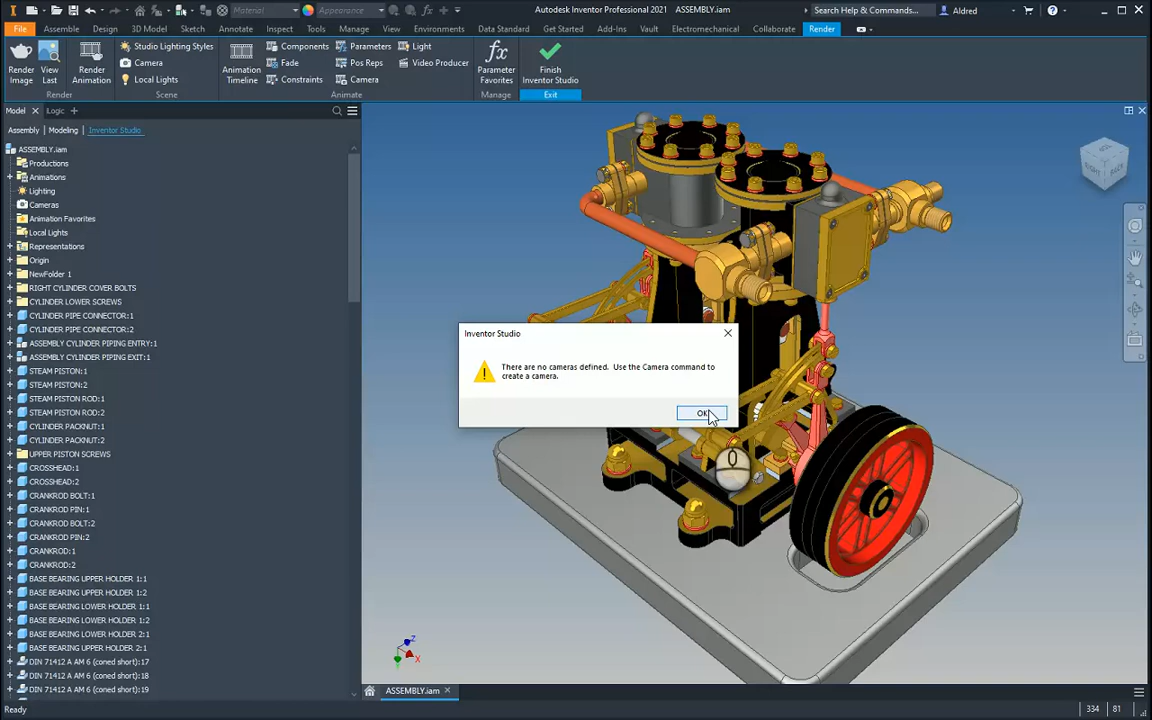 Material
Appearance
Autodesk Inventor Professional 2021 ASSEMBLY.iam
Search Help & Commands...
Aldred
File Assemble Design 3D Model Sketch Annotate Inspect Tools Manage View Environments Data Standard Get Started Add-Ins Vault Electromechanical Collaborate Render
Render Image
View Last
Render Animation
Studio Lighting Styles
Camera
Local Lights
Animation Timeline
Components
Fade
Constraints
Parameters
Pos Reps
Camera
Light
Video Producer
Parameter Favorites
Finish Inventor Studio
Render Scene Animate Manage Exit
Model Logic +
Assembly Modeling Inventor Studio
ASSEMBLY.iam
Productions
Animations
Lighting
Cameras
Animation Favorites
Local Lights
Representations
Origin
NewFolder 1
RIGHT CYLINDER COVER BOLTS
CYLINDER LOWER SCREWS
CYLINDER PIPE CONNECTOR:1
CYLINDER PIPE CONNECTOR:2
ASSEMBLY CYLINDER PIPING ENTRY:1
ASSEMBLY CYLINDER PIPING EXIT:1
STEAM PISTON:1
STEAM PISTON:2
STEAM PISTON ROD:1
STEAM PISTON ROD:2
CYLINDER PACKNUT:1
CYLINDER PACKNUT:2
UPPER PISTON SCREWS
CROSSHEAD:1
CROSSHEAD:2
CRANKROD BOLT:1
CRANKROD PIN:1
CRANKROD BOLT:2
CRANKROD PIN:2
CRANKROD:1
CRANKROD:2
BASE BEARING UPPER HOLDER 1:1
BASE BEARING UPPER HOLDER 1:2
BASE BEARING LOWER HOLDER 1:1
BASE BEARING LOWER HOLDER 1:2
BASE BEARING LOWER HOLDER 2:1
BASE BEARING UPPER HOLDER 2:1
DIN 71412 A AM 6 (coned short):17
DIN 71412 A AM 6 (coned short):18
DIN 71412 A AM 6 (coned short):19
Inventor Studio
There are no cameras defined. Use the Camera command to
create a camera.
OK
RIGHT
BACK
Z
X
ASSEMBLY.iam
Ready
334 81